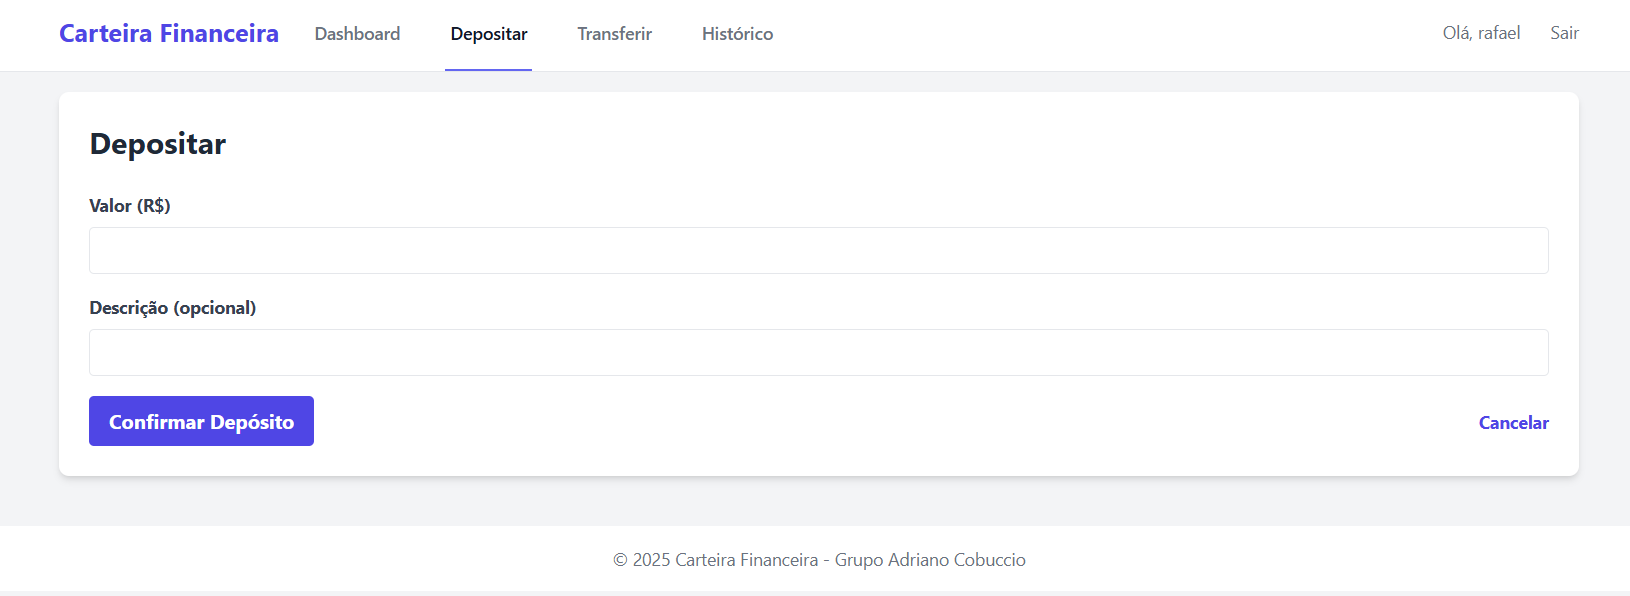 Carteira Financeira Dashboard Depositar Transferir Histórico Olá, rafael Sair
Depositar
Valor (R$)
Descrição (opcional)
Confirmar Depósito Cancelar
© 2025 Carteira Financeira - Grupo Adriano Cobuccio